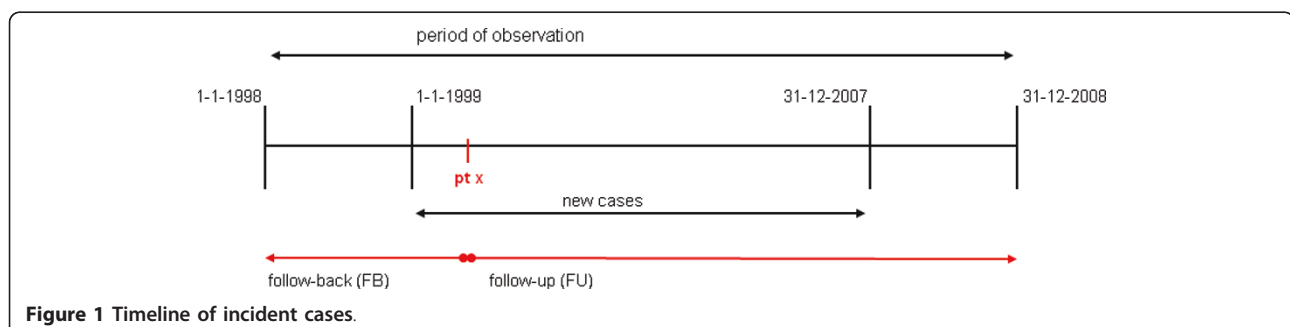 period of observation
1-1-1998 1-1-1999 31-12-2007 31-12-2008
pt x
new cases
follow-back (FB) follow-up (FU)
Figure 1 Timeline of incident cases.